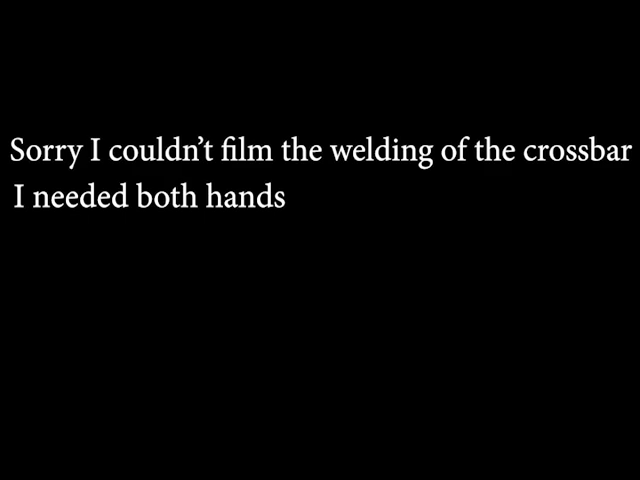 Sorry I couldn’t film the welding of the crossbar
I needed both hands